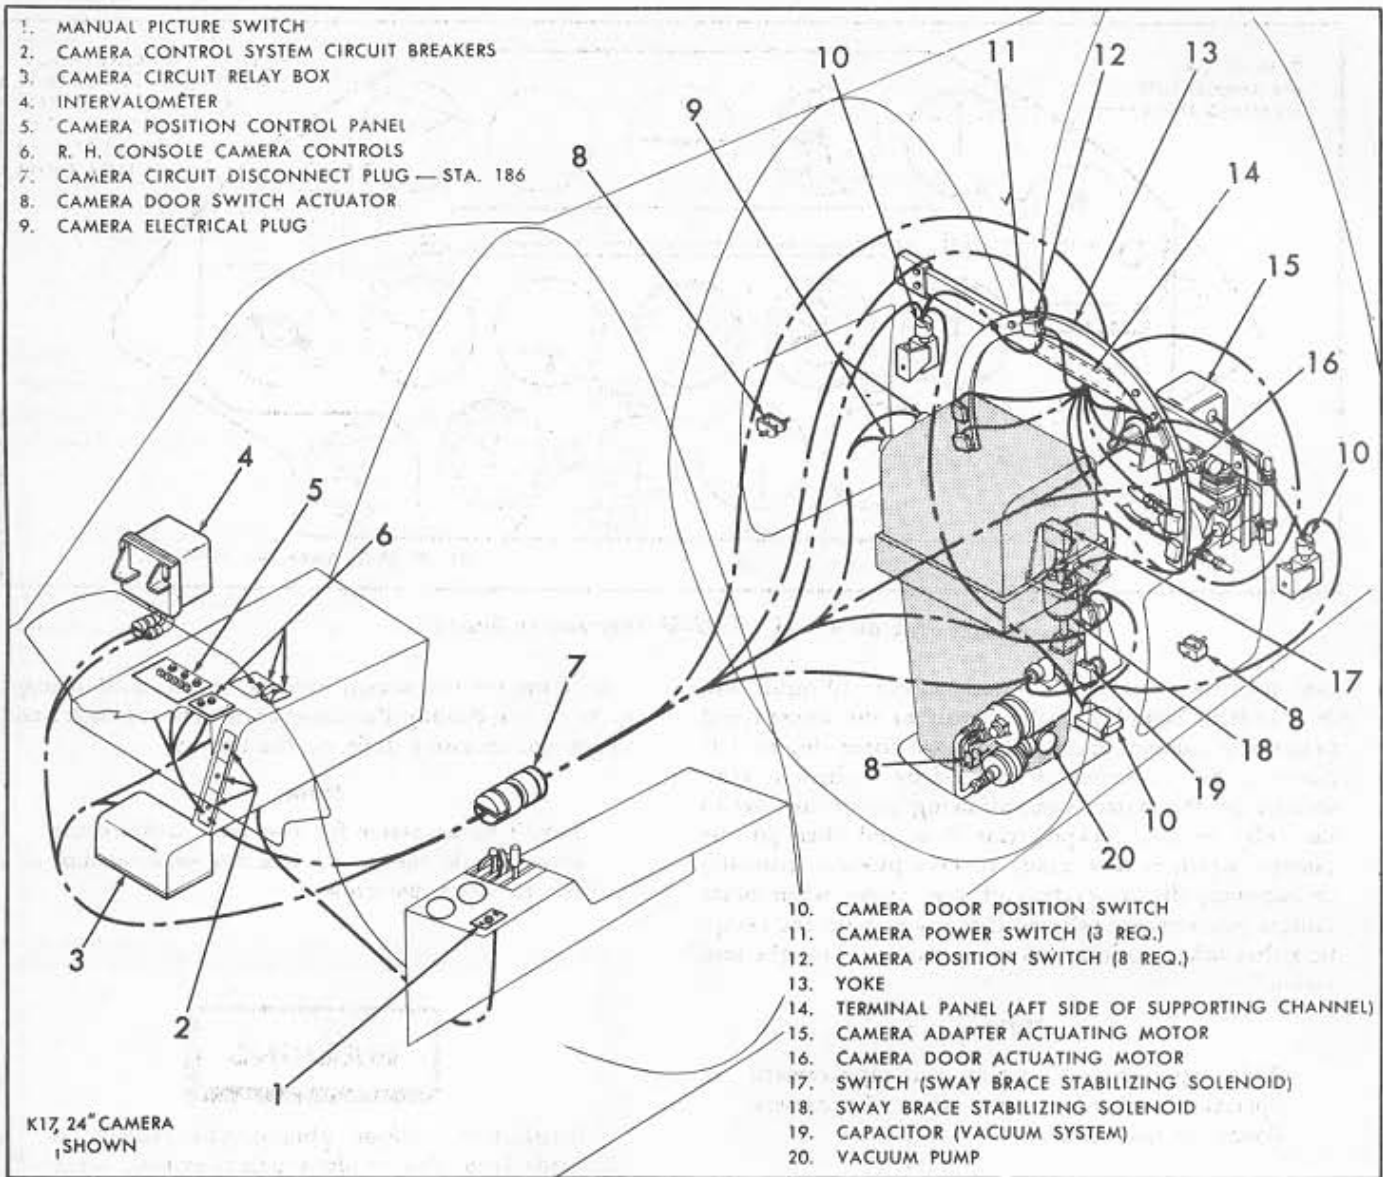 1. MANUAL PICTURE SWITCH
2. CAMERA CONTROL SYSTEM CIRCUIT BREAKERS
3. CAMERA CIRCUIT RELAY BOX
4. INTERVALOMETER
5. CAMERA POSITION CONTROL PANEL
6. R. H. CONSOLE CAMERA CONTROLS
7. CAMERA CIRCUIT DISCONNECT PLUG — STA. 186
8. CAMERA DOOR SWITCH ACTUATOR
9. CAMERA ELECTRICAL PLUG
10
11
12
13
9
8
14
15
16
10
4
5
6
7
17
8
18
8
19
10
20
3
2
1
K17, 24" CAMERA
SHOWN
10. CAMERA DOOR POSITION SWITCH
11. CAMERA POWER SWITCH (3 REQ.)
12. CAMERA POSITION SWITCH (8 REQ.)
13. YOKE
14. TERMINAL PANEL (AFT SIDE OF SUPPORTING CHANNEL)
15. CAMERA ADAPTER ACTUATING MOTOR
16. CAMERA DOOR ACTUATING MOTOR
17. SWITCH (SWAY BRACE STABILIZING SOLENOID)
18. SWAY BRACE STABILIZING SOLENOID
19. CAPACITOR (VACUUM SYSTEM)
20. VACUUM PUMP